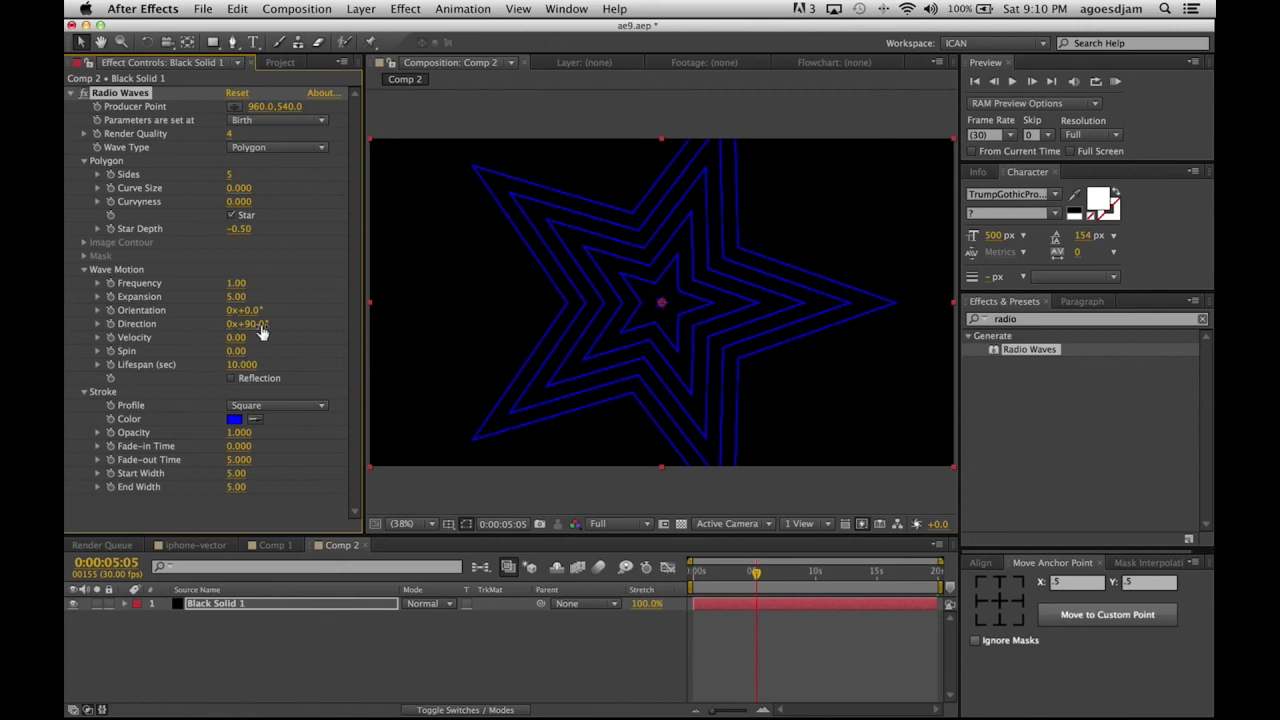 After Effects File Edit Composition Layer Effect Animation View Window Help 3 100% Sat 9:10 PM agoesdjam
ae9.aep *
Workspace: ICAN Search Help
Effect Controls: Black Solid 1 Project
Comp 2 • Black Solid 1
fx Radio Waves Reset About...
Producer Point 960.0,540.0
Parameters are set at Birth
Render Quality 4
Wave Type Polygon
Polygon
Sides 5
Curve Size 0.000
Curvyness 0.000
Star
Star Depth -0.50
Image Contour
Mask
Wave Motion
Frequency 1.00
Expansion 5.00
Orientation 0x+0.0°
Direction 0x+90.0°
Velocity 0.00
Spin 0.00
Lifespan (sec) 10.000
Reflection
Stroke
Profile Square
Color
Opacity 1.000
Fade-in Time 0.000
Fade-out Time 5.000
Start Width 5.00
End Width 5.00
Composition: Comp 2 Layer: (none) Footage: (none) Flowchart: (none)
Comp 2
(38%) 0:00:05:05 Full Active Camera 1 View +0.0
Preview
RAM Preview Options
Frame Rate Skip Resolution
(30) 0 Full
From Current Time Full Screen
Info Character
TrumpGothicPro...
?
500 px 154 px
Metrics 0
- px
Effects & Presets Paragraph
radio
Generate
Radio Waves
Render Queue Iphone-vector Comp 1 Comp 2
0:00:05:05
00155 (30.00 fps)
Source Name Mode T TrkMat Parent Stretch
1 Black Solid 1 Normal None 100.0%
10s 15s 20s
Toggle Switches / Modes
Align Move Anchor Point Mask Interpolati
X: .5 Y: .5
Move to Custom Point
Ignore Masks